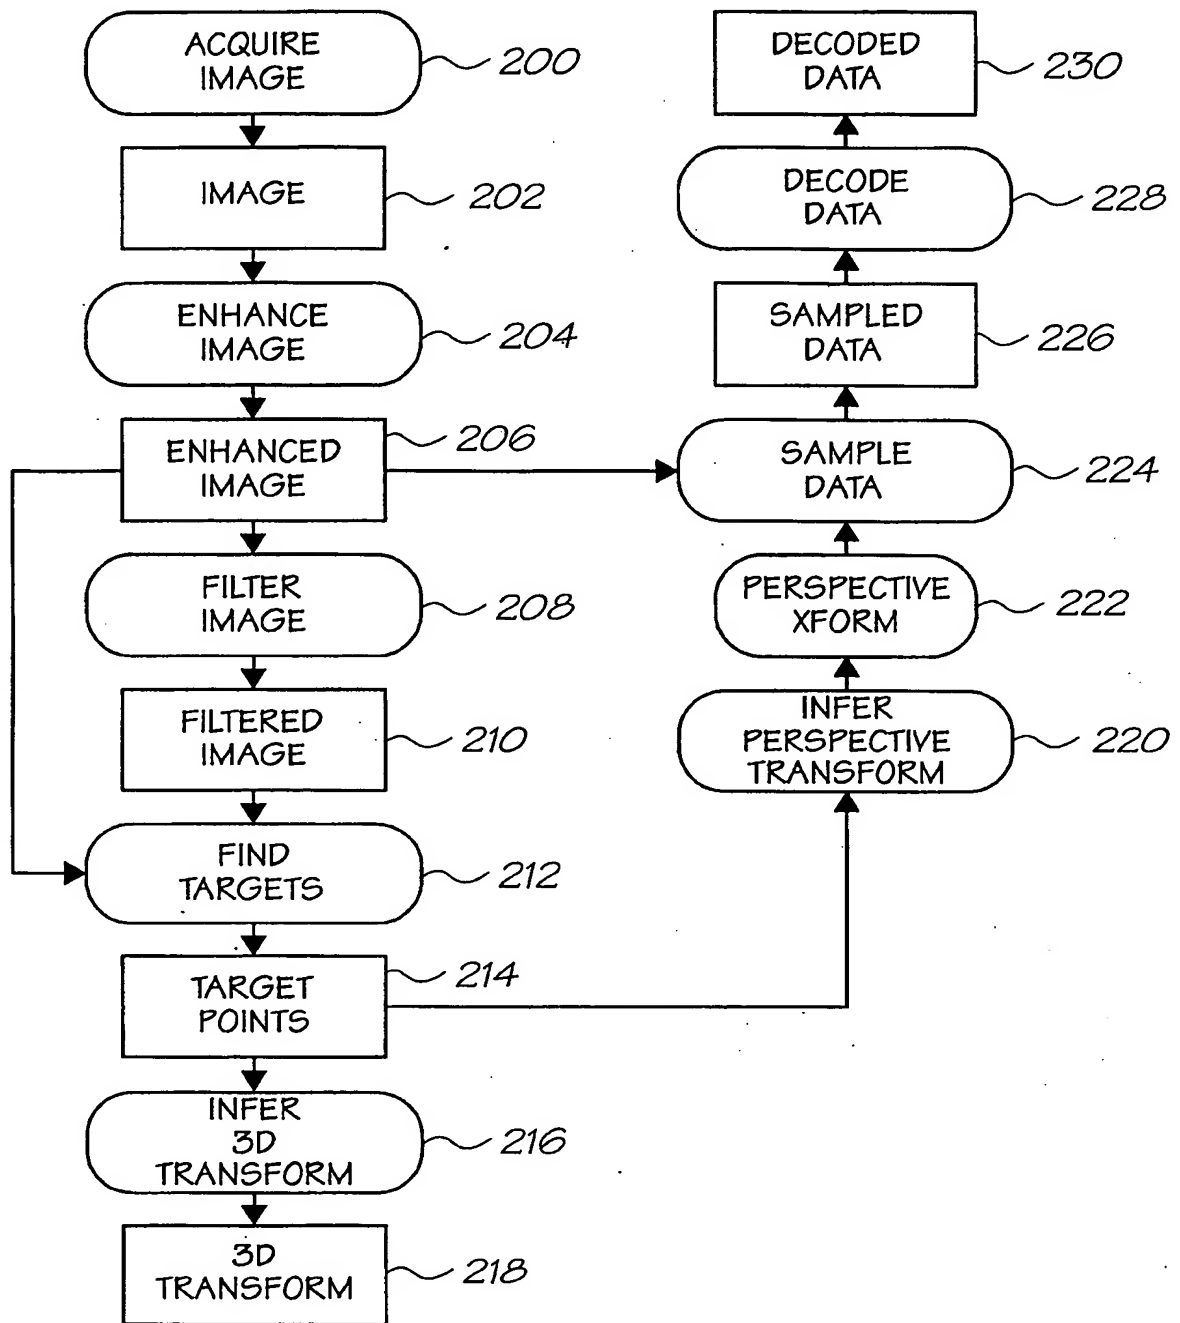 ACQUIRE
IMAGE
200
IMAGE
202
ENHANCE
IMAGE
204
ENHANCED
IMAGE
206
FILTER
IMAGE
208
FILTERED
IMAGE
210
FIND
TARGETS
212
TARGET
POINTS
214
INFER
3D
TRANSFORM
216
3D
TRANSFORM
218
DECODED
DATA
230
DECODE
DATA
228
SAMPLED
DATA
226
SAMPLE
DATA
224
PERSPECTIVE
XFORM
222
INFER
PERSPECTIVE
TRANSFORM
220